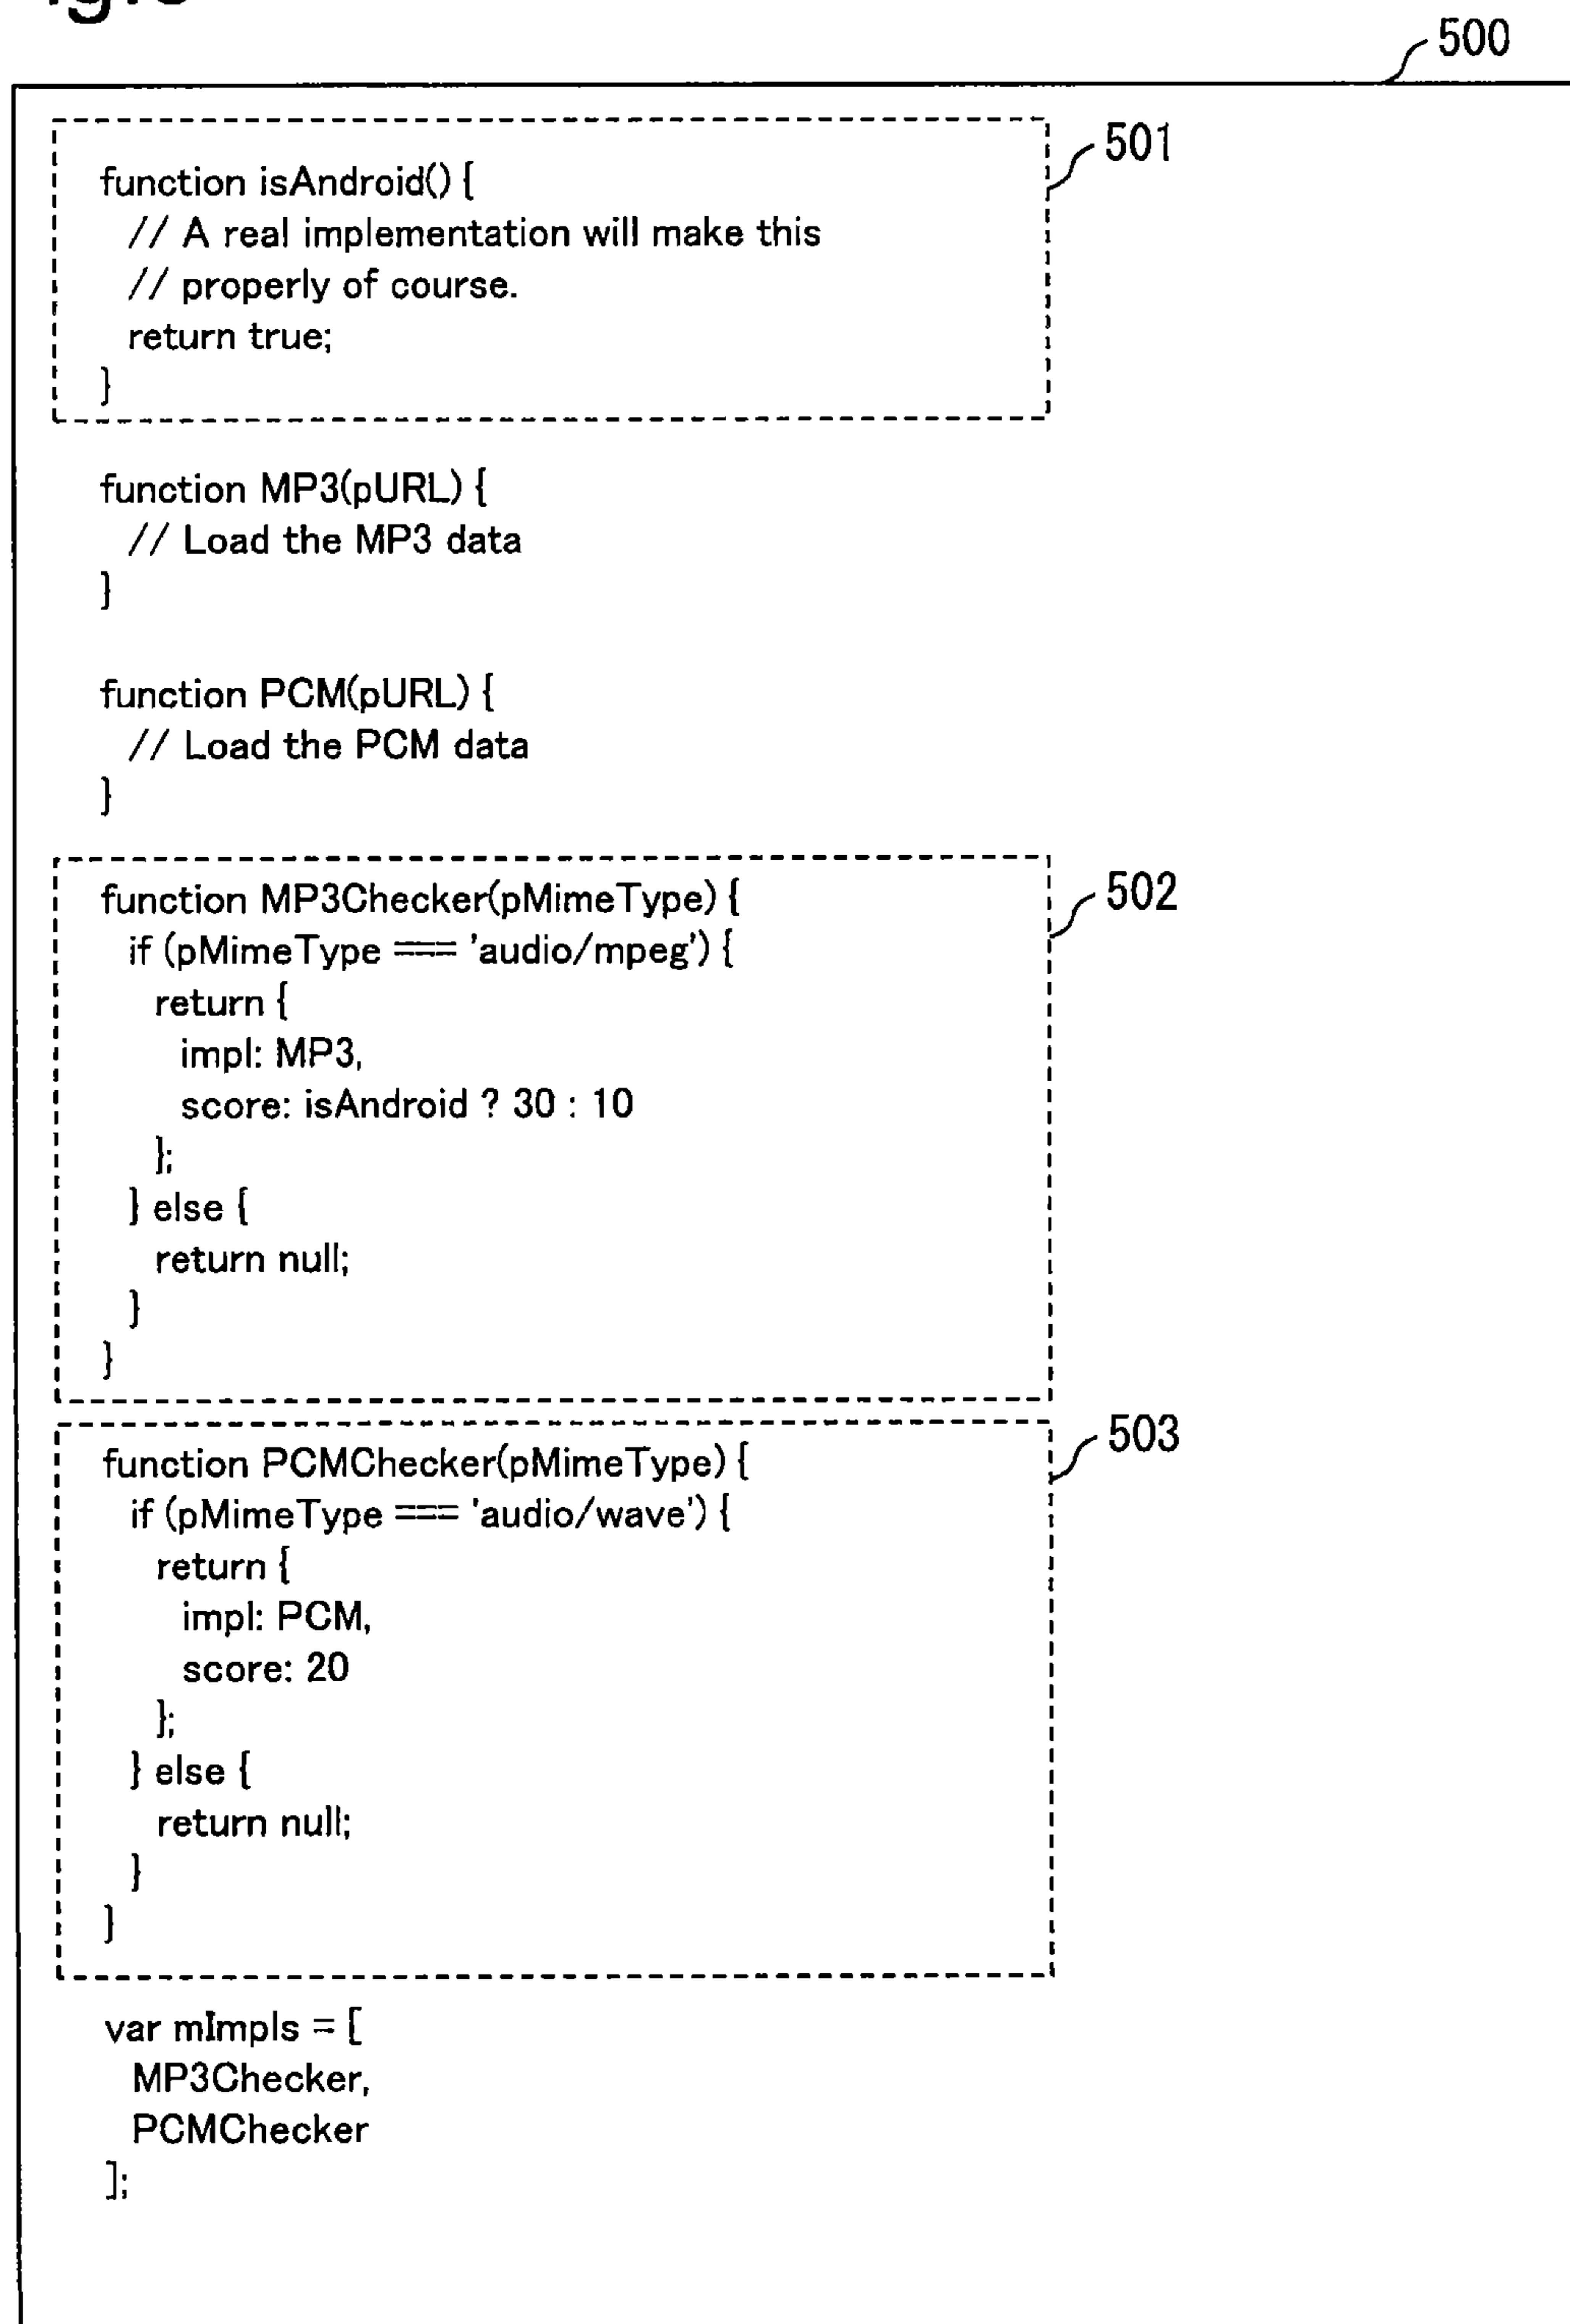 500
501
function isAndroid() {
// A real implementation will make this
// properly of course.
return true;
}
function MP3(pURL) {
// Load the MP3 data
}
function PCM(pURL) {
// Load the PCM data
}
502
function MP3Checker(pMimeType) {
if (pMimeType === 'audio/mpeg') {
return {
impl: MP3,
score: isAndroid ? 30 : 10
};
} else {
return null;
}
}
503
function PCMChecker(pMimeType) {
if (pMimeType === 'audio/wave') {
return {
impl: PCM,
score: 20
};
} else {
return null;
}
}
var mImpls = [
MP3Checker,
PCMChecker
];